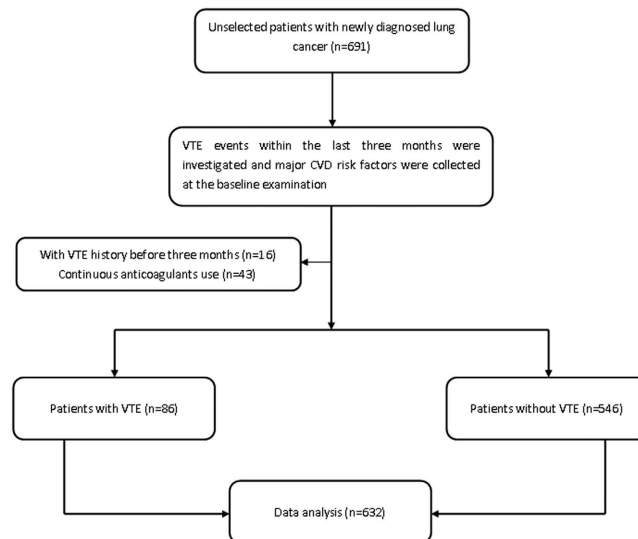 Unselected patients with newly diagnosed lung
cancer (n=691)
VTE events within the last three months were
investigated and major CVD risk factors were collected
at the baseline examination
With VTE history before three months (n=16)
Continuous anticoagulants use (n=43)
Patients with VTE (n=86)
Patients without VTE (n=546)
Data analysis (n=632)